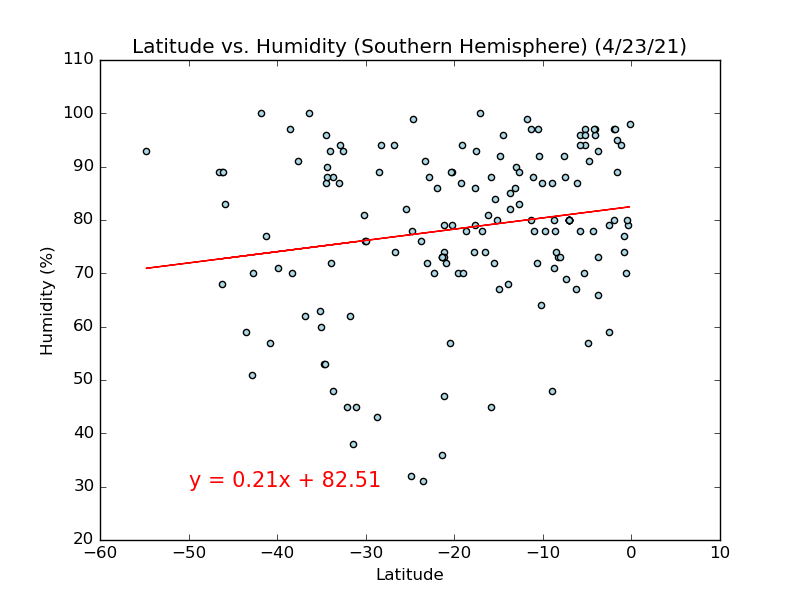 Latitude vs. Humidity (Southern Hemisphere) (4/23/21)
110
100
90
80
70
60
50
40
30
20
Humidity (%)
y = 0.21x + 82.51
−60 −50 −40 −30 −20 −10 0 10
Latitude